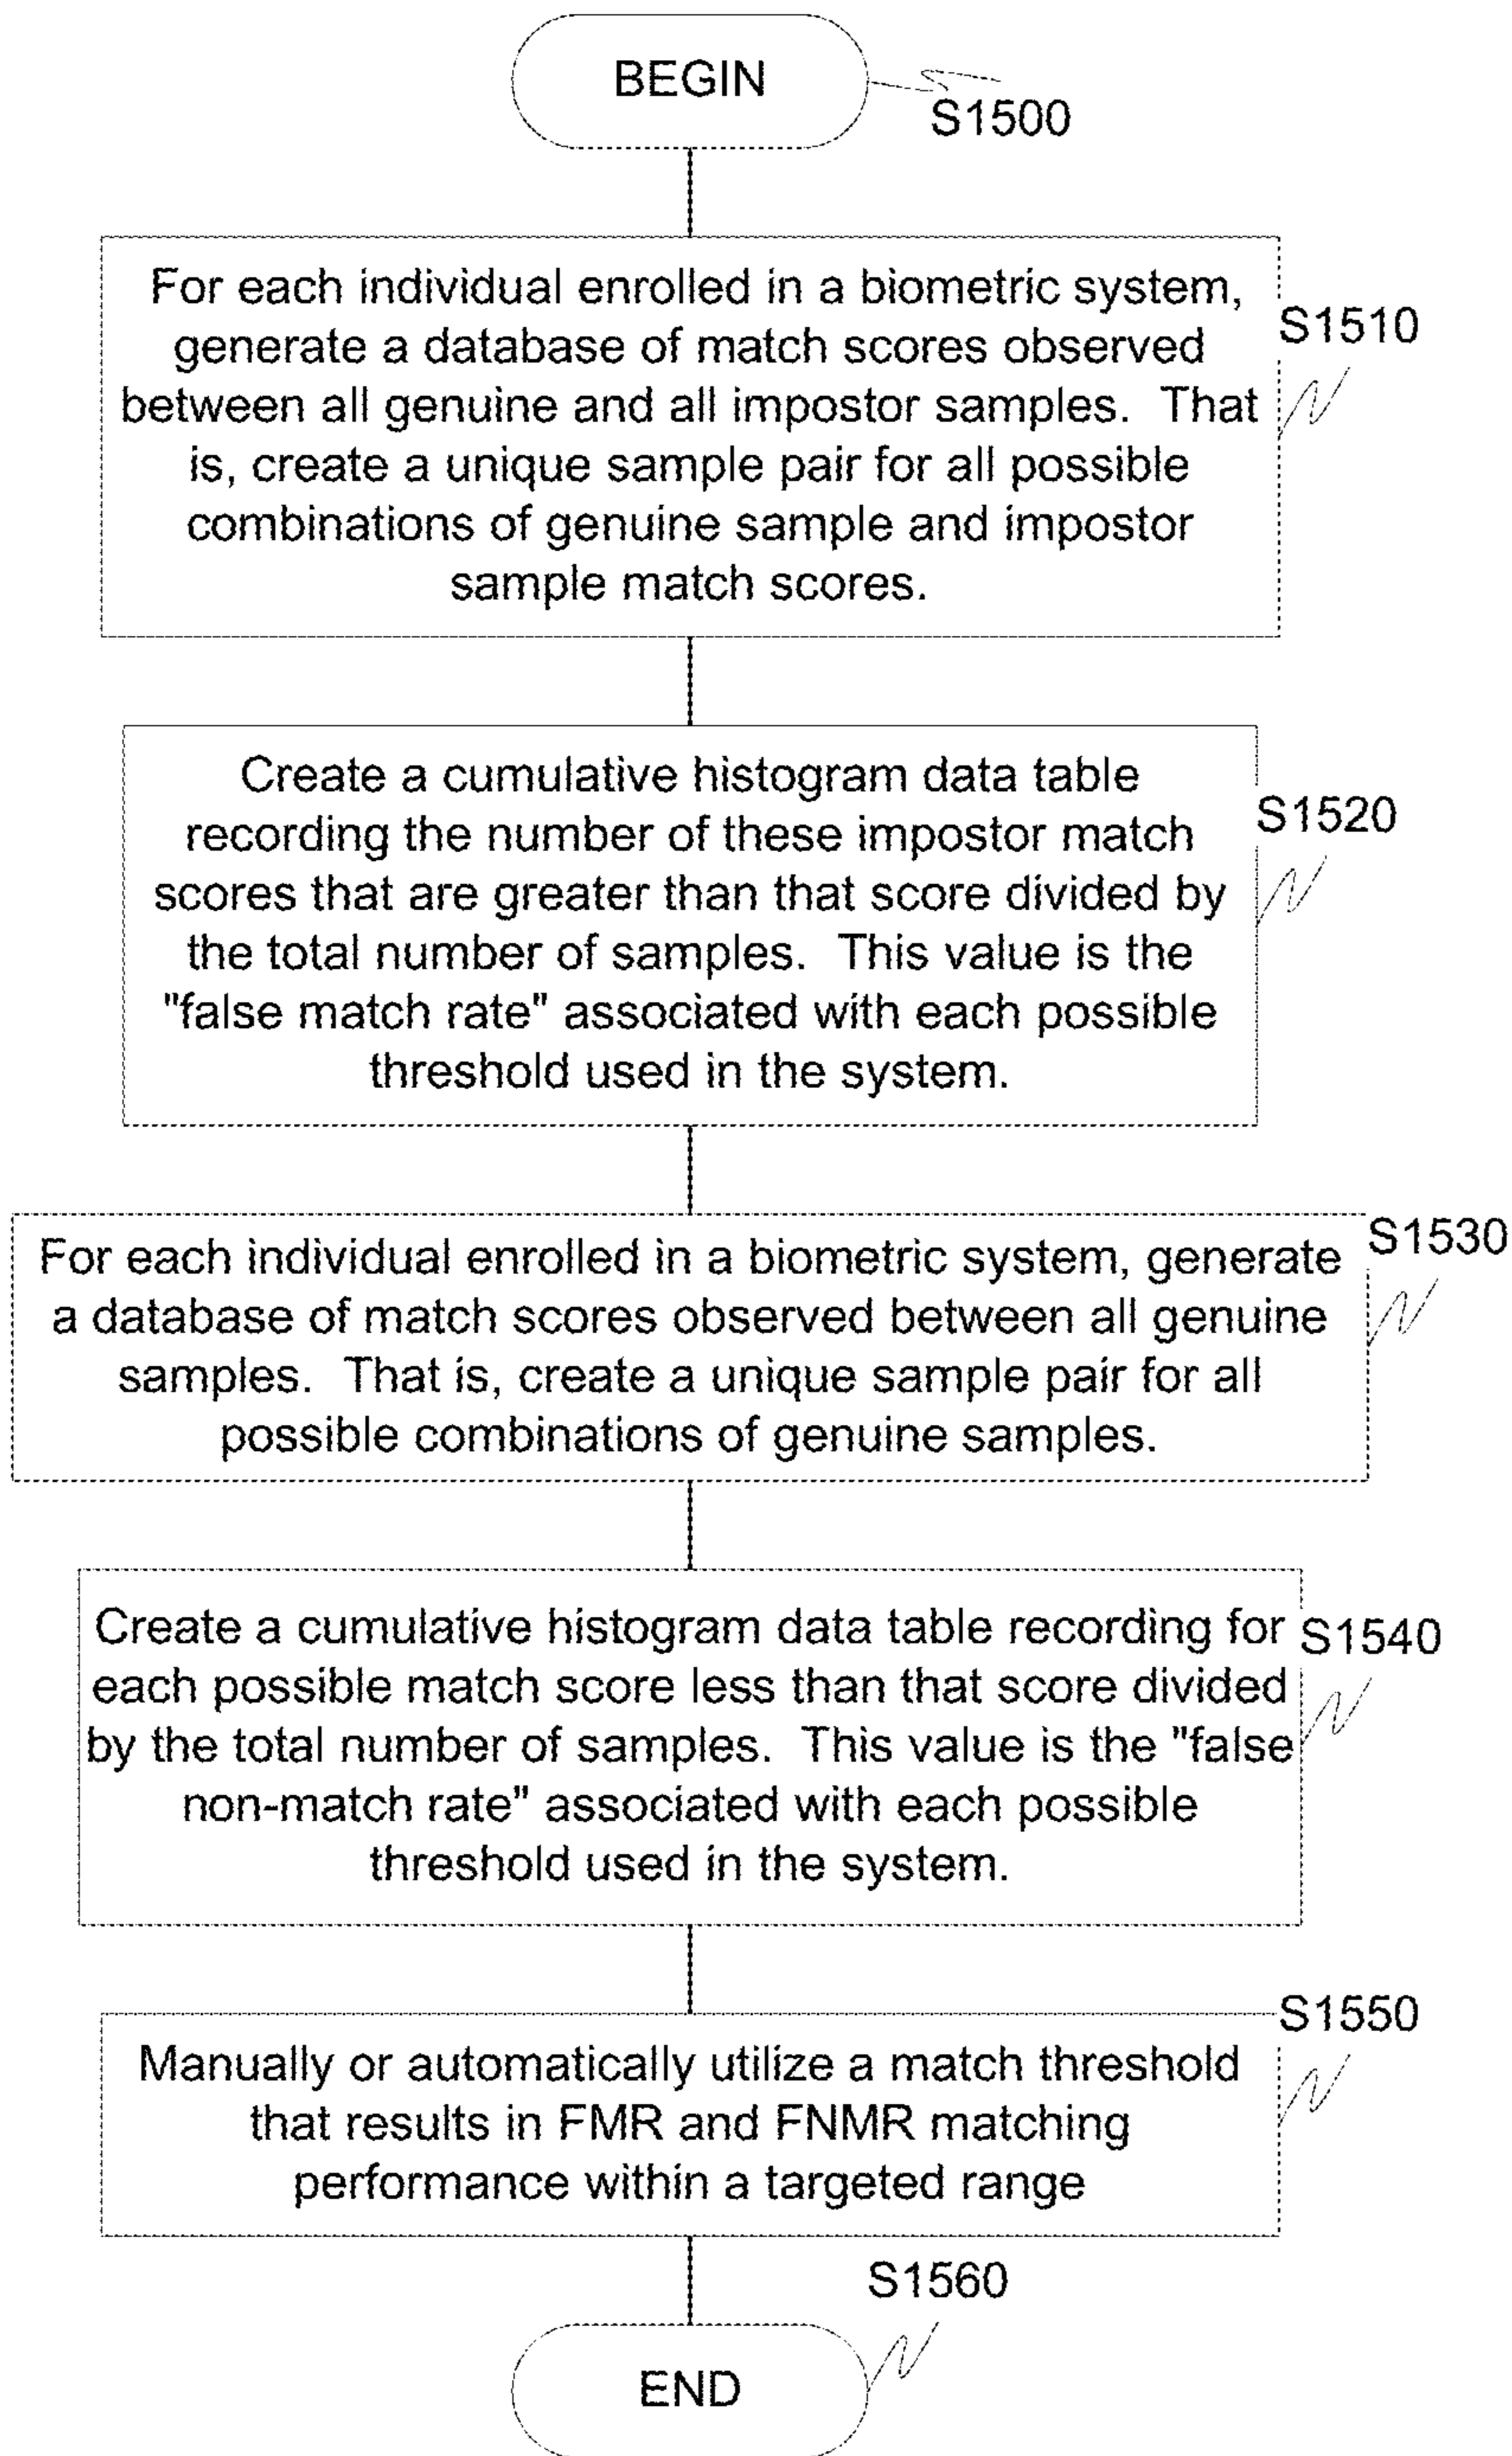 BEGIN
S1500
For each individual enrolled in a biometric system,
generate a database of match scores observed
between all genuine and all impostor samples.  That
is, create a unique sample pair for all possible
combinations of genuine sample and impostor
sample match scores.
S1510
Create a cumulative histogram data table
recording the number of these impostor match
scores that are greater than that score divided by
the total number of samples.  This value is the
"false match rate" associated with each possible
threshold used in the system.
S1520
For each individual enrolled in a biometric system, generate
a database of match scores observed between all genuine
samples.  That is, create a unique sample pair for all
possible combinations of genuine samples.
S1530
Create a cumulative histogram data table recording for
each possible match score less than that score divided
by the total number of samples.  This value is the "false
non-match rate" associated with each possible
threshold used in the system.
S1540
Manually or automatically utilize a match threshold
that results in FMR and FNMR matching
performance within a targeted range
S1550
S1560
END